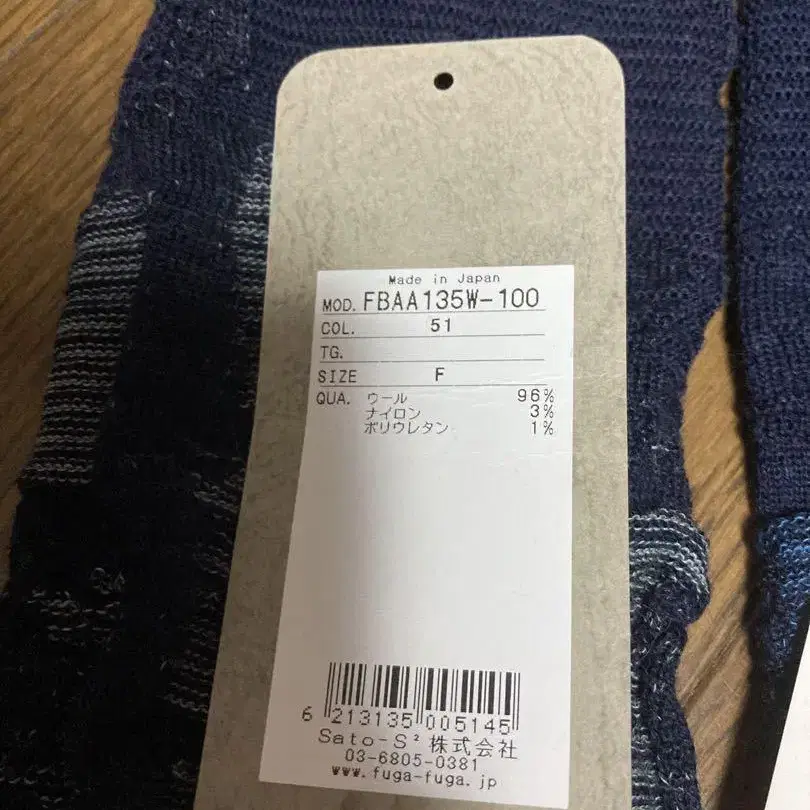 Made in Japan
MOD. FBAA135W-100
COL. 51
TG.
SIZE F
QUA. ウール 96%
ナイロン 3%
ポリウレタン 1%
6 213135 005145
Sato-S² 株式会社
03-6805-0381
www.fuga-fuga.jp